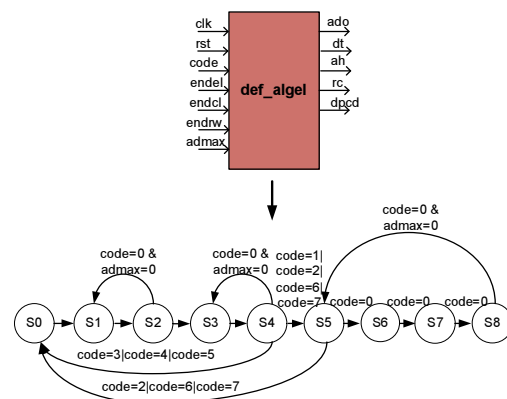 clk
rst
code
endel
endcl
endrw
admax
def_algel
ado
dt
ah
rc
dpcd
code=0 &
admax=0
code=0 &
admax=0
code=1|
code=2|
code=6|
code=7
code=0 &
admax=0
code=0
code=0
code=0
S0
S1
S2
S3
S4
S5
S6
S7
S8
code=3|code=4|code=5
code=2|code=6|code=7